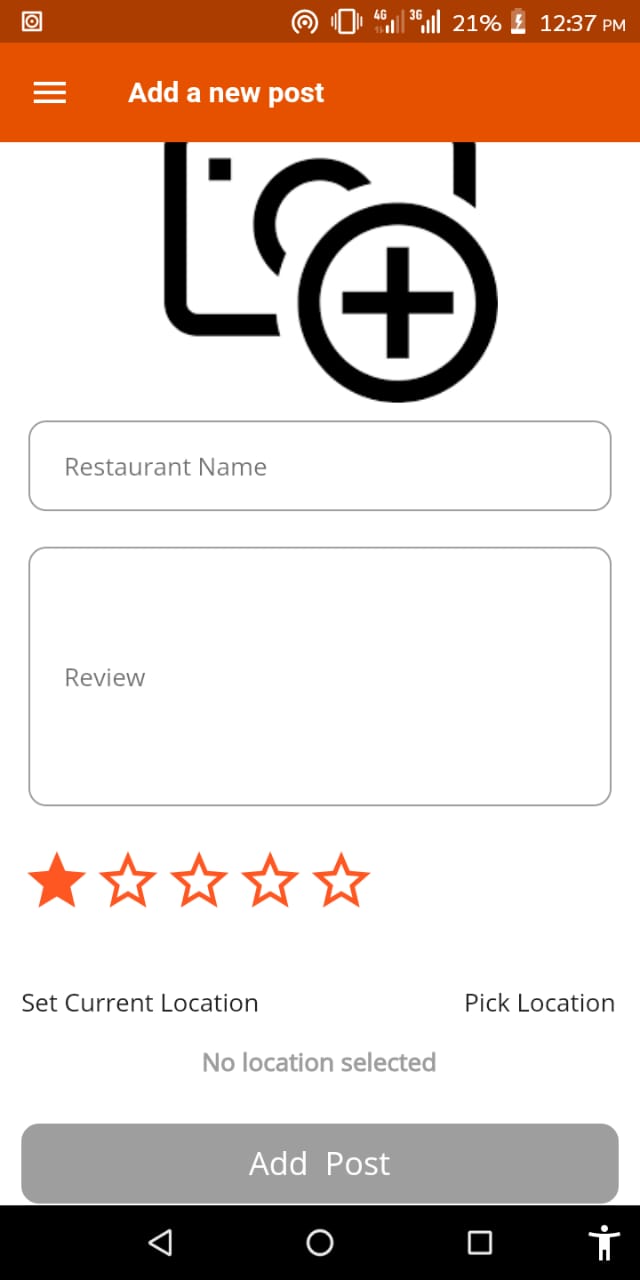 4G 3G 21% 12:37 PM
Add a new post
Restaurant Name
Review
Set Current Location Pick Location
No location selected
Add Post